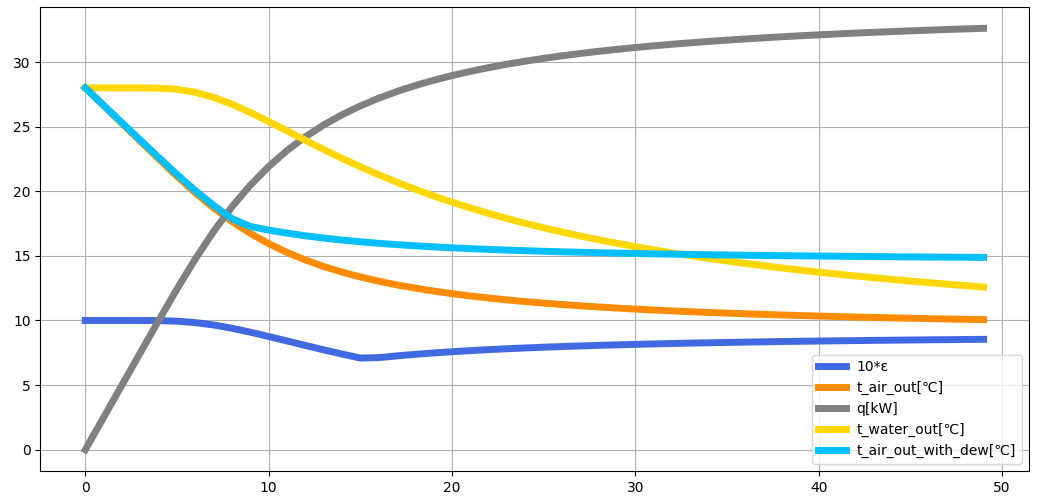 30
25
20
15
10
5
0
0 10 20 30 40 50
10*ε
t_air_out[℃]
q[kW]
t_water_out[℃]
t_air_out_with_dew[℃]